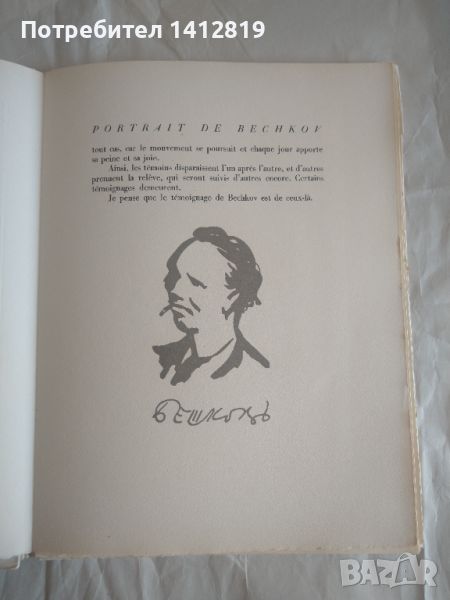 Потребител 1412819
PORTRAIT DE BECHKOV
tout cas, car le mouvement se poursuit et chaque jour apporte
sa peine et sa joie.
Ainsi, les témoins disparaissent l'un après l'autre, et d'autres
prennent la relève, qui seront suivis d'autres encore. Certains
témoignages demeurent.
Je pense que le témoignage de Bechkov est de ceux-là.
БЕШКОВЪ
BAZAR